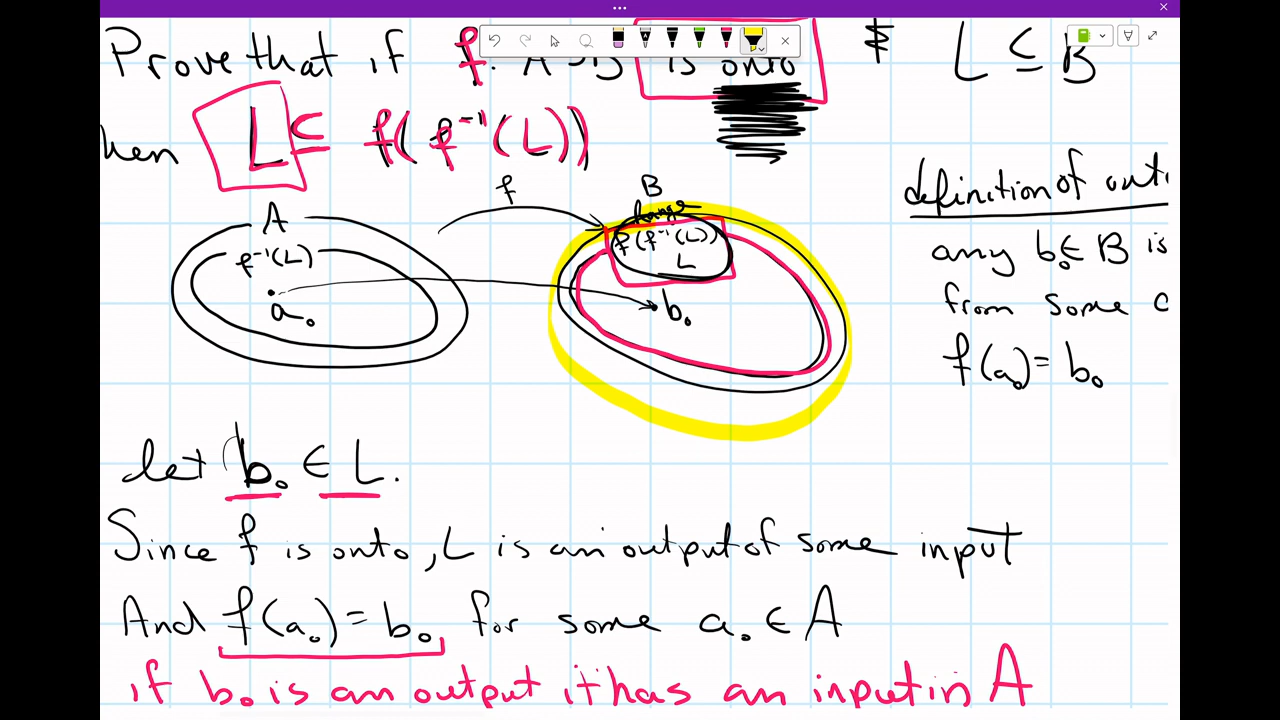 Prove that if f: A → B is onto & L ⊆ B
hen L ⊆ f(f⁻¹(L))
definition of onto
any b₀ ∈ B is
from some a
f(a₀) = b₀
f
A
f⁻¹(L)
a₀
B
Range
f(f⁻¹(L))
L
b₀
let b₀ ∈ L.
Since f is onto, L is an output of some input
And f(a₀) = b₀ for some a₀ ∈ A
if b₀ is an output it has an input in A